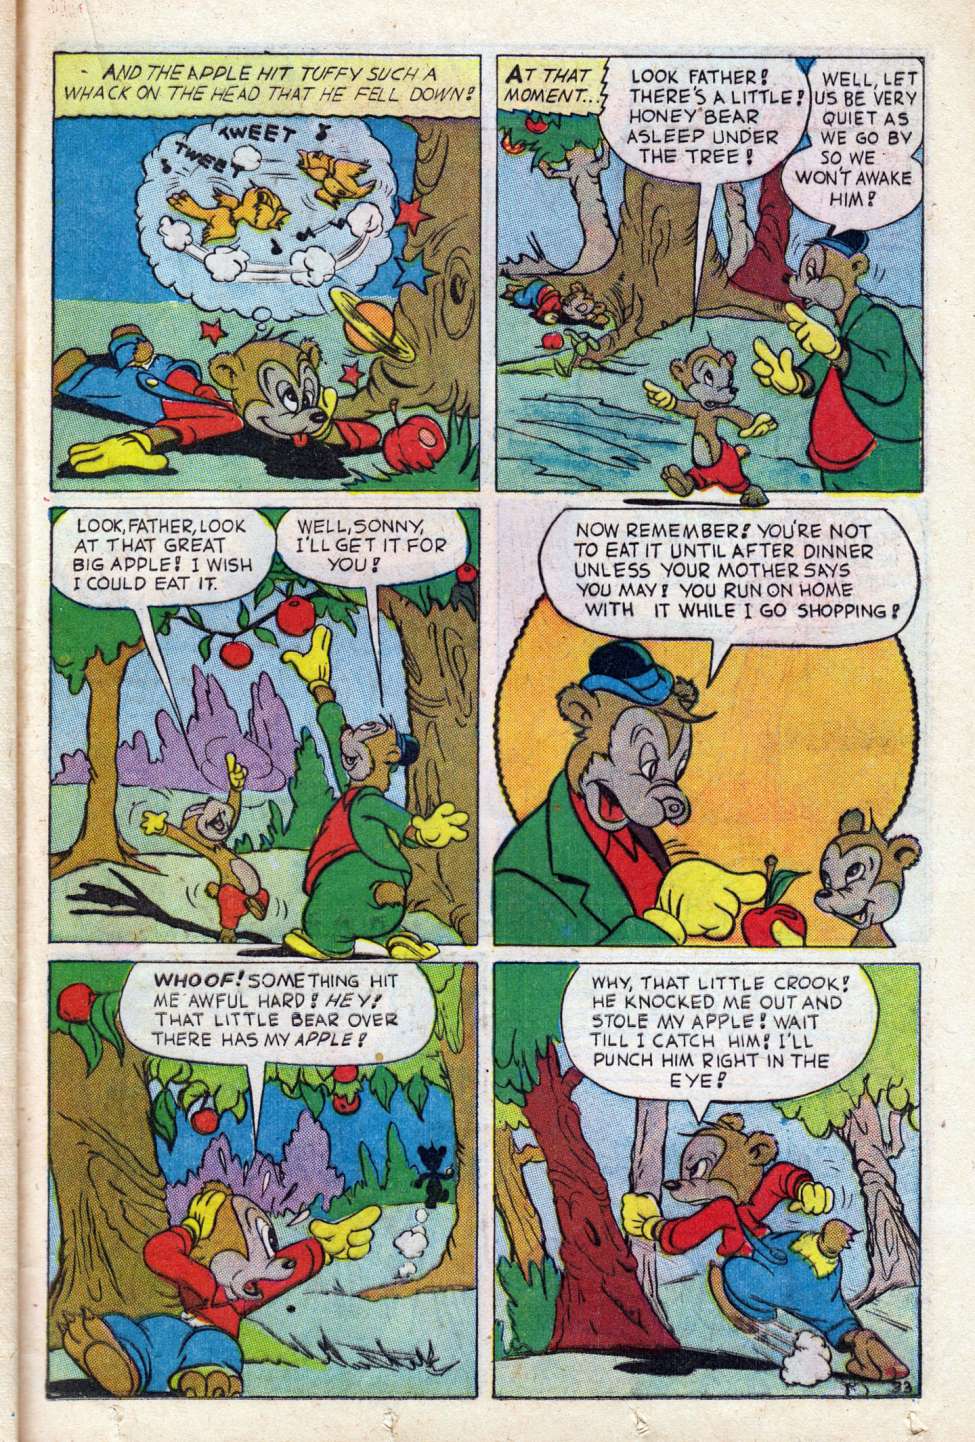 AND THE APPLE HIT TUFFY SUCH A
WHACK ON THE HEAD THAT HE FELL DOWN!
TWEET
TWEET
AT THAT
MOMENT...
LOOK FATHER!
THERE'S A LITTLE
HONEY BEAR
ASLEEP UNDER
THE TREE!
WELL, LET
US BE VERY
QUIET AS
WE GO BY
SO WE
WON'T AWAKE
HIM!
LOOK, FATHER, LOOK
AT THAT GREAT
BIG APPLE! I WISH
I COULD EAT IT.
WELL, SONNY,
I'LL GET IT FOR
YOU!
NOW REMEMBER! YOU'RE NOT
TO EAT IT UNTIL AFTER DINNER
UNLESS YOUR MOTHER SAYS
YOU MAY! YOU RUN ON HOME
WITH IT WHILE I GO SHOPPING!
WHOOF! SOMETHING HIT
ME AWFUL HARD! HEY!
THAT LITTLE BEAR OVER
THERE HAS MY APPLE!
WHY, THAT LITTLE CROOK!
HE KNOCKED ME OUT AND
STOLE MY APPLE! WAIT
TILL I CATCH HIM! I'LL
PUNCH HIM RIGHT IN THE
EYE!
33